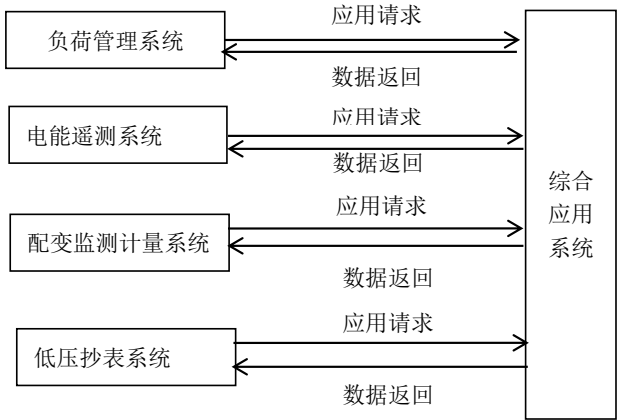 应用请求
负荷管理系统
数据返回
应用请求
电能遥测系统
数据返回
应用请求
配变监测计量系统
数据返回
应用请求
低压抄表系统
数据返回
综合
应用
系统